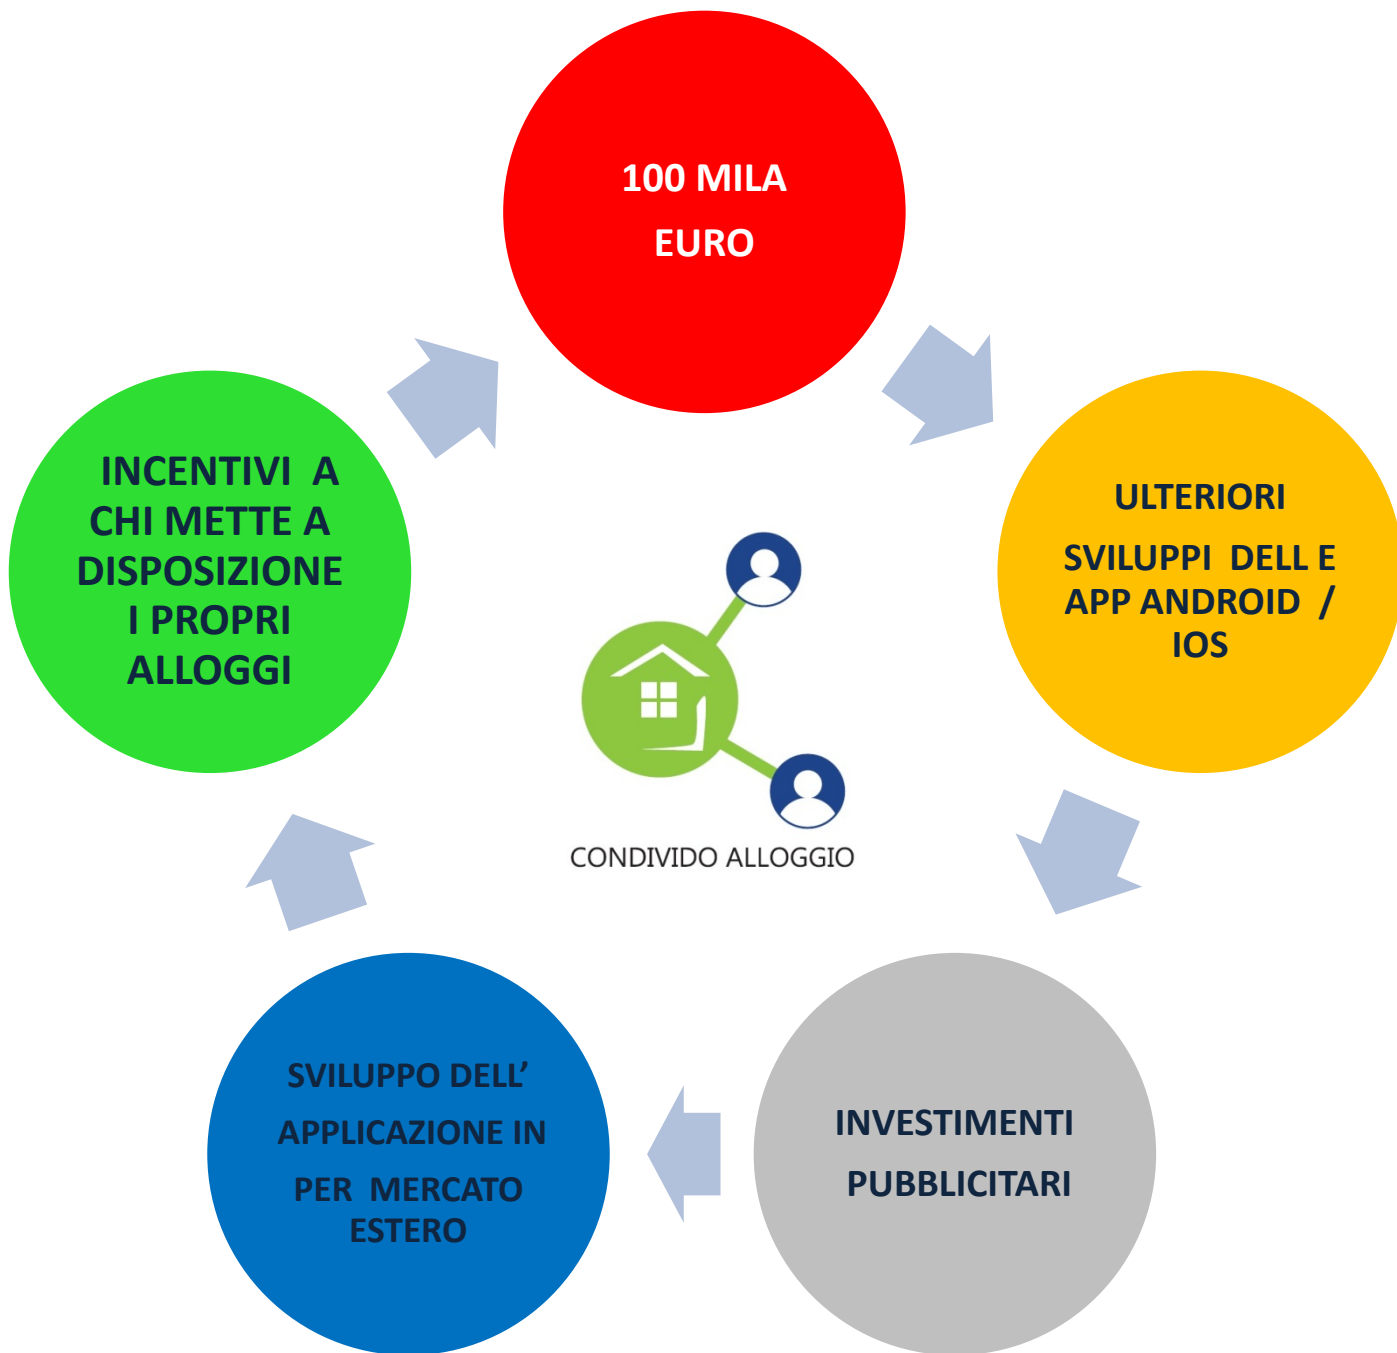 100 MILA
EURO
ULTERIORI
SVILUPPI DELL E
APP ANDROID /
IOS
INVESTIMENTI
PUBBLICITARI
SVILUPPO DELL’
APPLICAZIONE IN
PER MERCATO
ESTERO
INCENTIVI A
CHI METTE A
DISPOSIZIONE
I PROPRI
ALLOGGI
CONDIVIDO ALLOGGIO